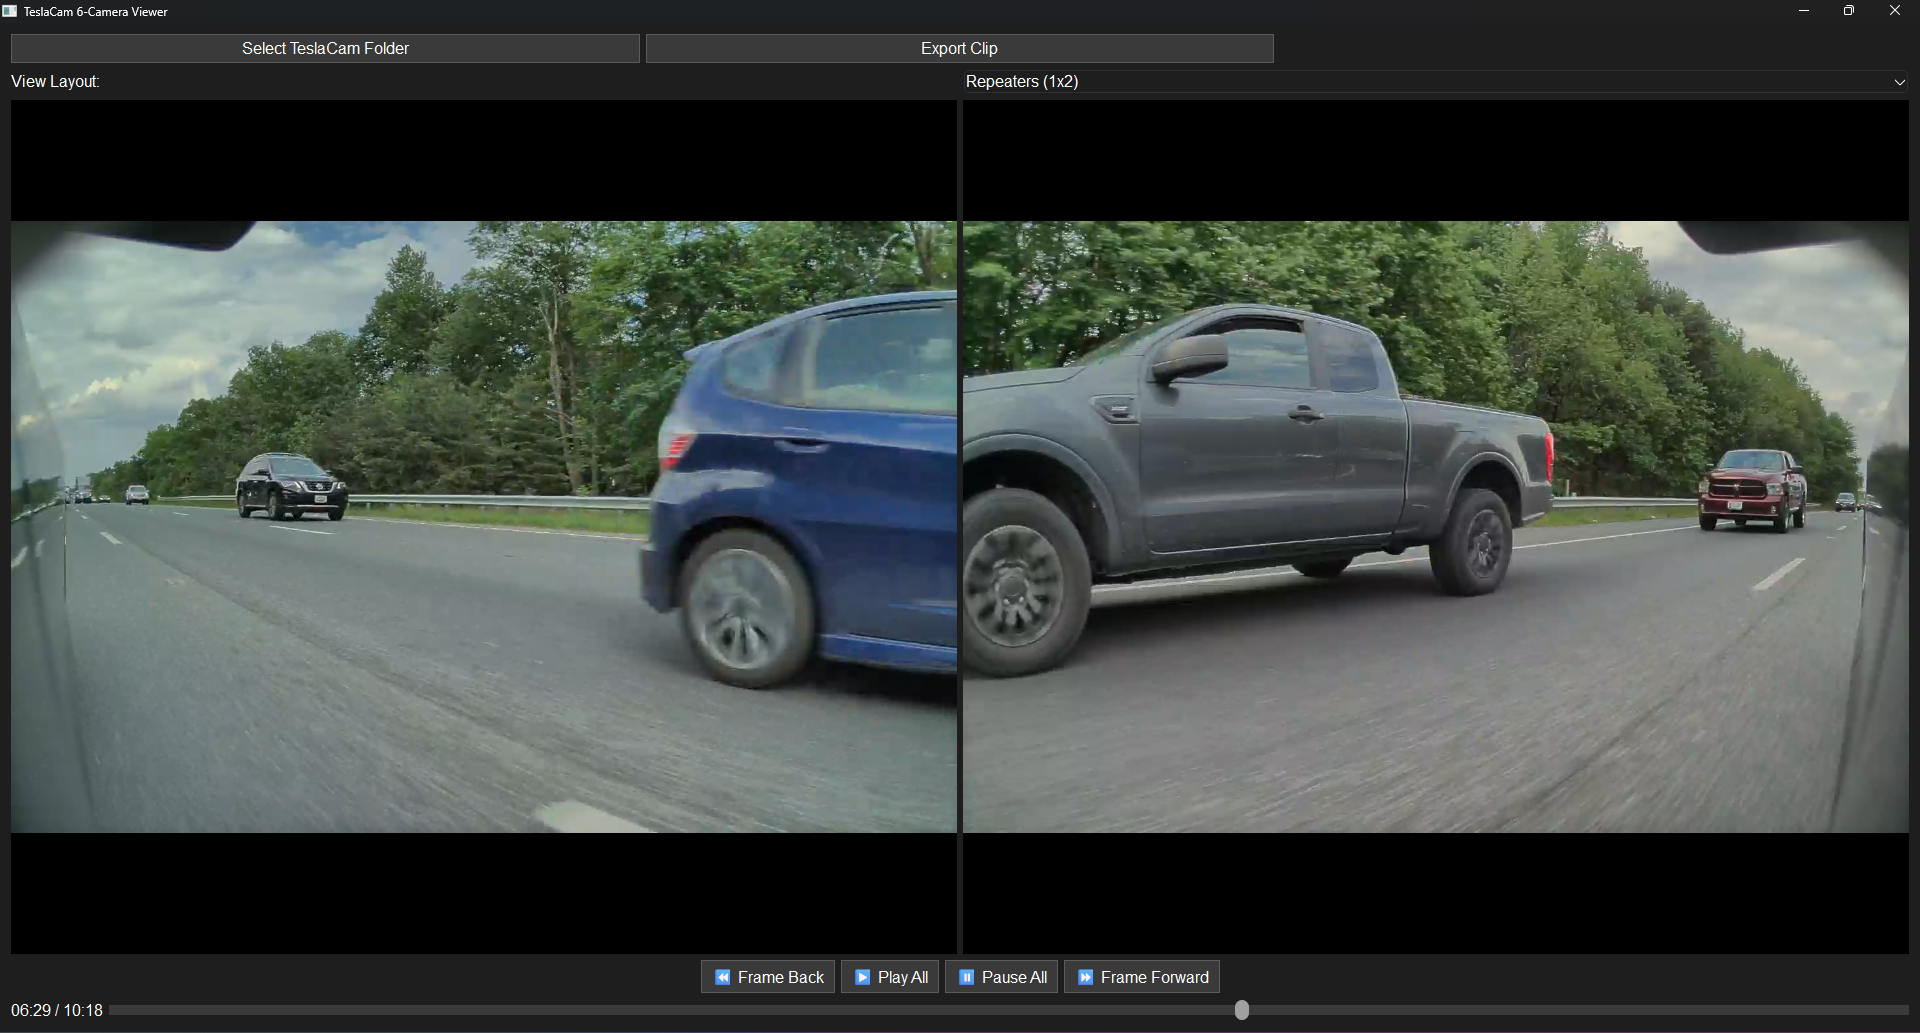 TeslaCam 6-Camera Viewer
Select TeslaCam Folder
Export Clip
View Layout:
Repeaters (1x2)
Frame Back
Play All
Pause All
Frame Forward
06:29 / 10:18